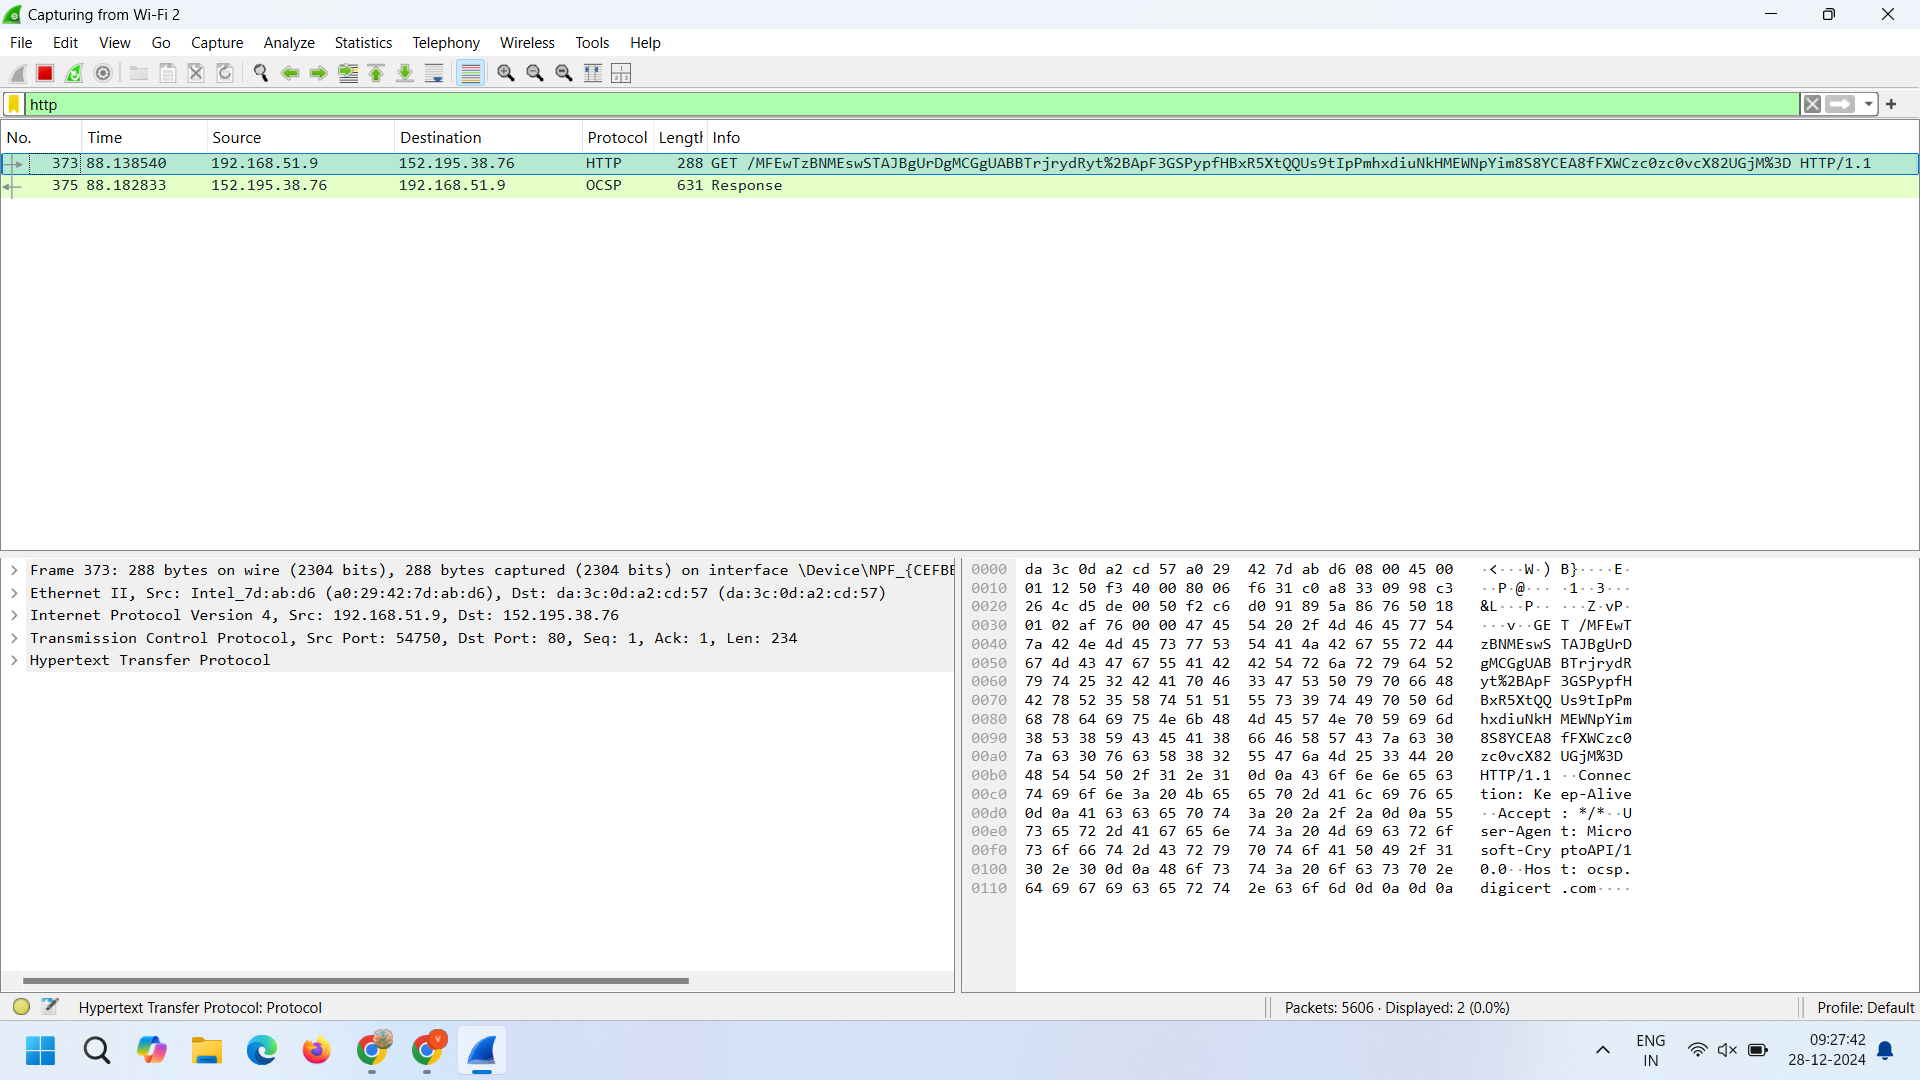 Capturing from Wi-Fi 2
File Edit View Go Capture Analyze Statistics Telephony Wireless Tools Help
http
No. Time Source Destination Protocol Length Info
373 88.138540 192.168.51.9 152.195.38.76 HTTP 288 GET /MFEwTzBNMEswSTAJBgUrDgMCGgUABBTrjrydRyt%2BApF3GSPypfHBxR5XtQQUs9tIpPmhxdiuNkHMEWNpYim8S8YCEA8fFXWCzc0zc0vcX82UGjM%3D HTTP/1.1
375 88.182833 152.195.38.76 192.168.51.9 OCSP 631 Response
Frame 373: 288 bytes on wire (2304 bits), 288 bytes captured (2304 bits) on interface \Device\NPF_{CEFBE
Ethernet II, Src: Intel_7d:ab:d6 (a0:29:42:7d:ab:d6), Dst: da:3c:0d:a2:cd:57 (da:3c:0d:a2:cd:57)
Internet Protocol Version 4, Src: 192.168.51.9, Dst: 152.195.38.76
Transmission Control Protocol, Src Port: 54750, Dst Port: 80, Seq: 1, Ack: 1, Len: 234
Hypertext Transfer Protocol
0000 da 3c 0d a2 cd 57 a0 29 42 7d ab d6 08 00 45 00 ·<···W·) B}····E·
0010 01 12 50 f3 40 00 80 06 f6 31 c0 a8 33 09 98 c3 ··P·@··· ·1··3···
0020 26 4c d5 de 00 50 f2 c6 d0 91 89 5a 86 76 50 18 &L···P·· ···Z·vP·
0030 01 02 af 76 00 00 47 45 54 20 2f 4d 46 45 77 54 ···v··GE T /MFEwT
0040 7a 42 4e 4d 45 73 77 53 54 41 4a 42 67 55 72 44 zBNMEswS TAJBgUrD
0050 67 4d 43 47 67 55 41 42 42 54 72 6a 72 79 64 52 gMCGgUAB BTrjrydR
0060 79 74 25 32 42 41 70 46 33 47 53 50 79 70 66 48 yt%2BApF 3GSPypfH
0070 42 78 52 35 58 74 51 51 55 73 39 74 49 70 50 6d BxR5XtQQ Us9tIpPm
0080 68 78 64 69 75 4e 6b 48 4d 45 57 4e 70 59 69 6d hxdiuNkH MEWNpYim
0090 38 53 38 59 43 45 41 38 66 46 58 57 43 7a 63 30 8S8YCEA8 fFXWCzc0
00a0 7a 63 30 76 63 58 38 32 55 47 6a 4d 25 33 44 20 zc0vcX82 UGjM%3D
00b0 48 54 54 50 2f 31 2e 31 0d 0a 43 6f 6e 6e 65 63 HTTP/1.1 ··Connec
00c0 74 69 6f 6e 3a 20 4b 65 65 70 2d 41 6c 69 76 65 tion: Ke ep-Alive
00d0 0d 0a 41 63 63 65 70 74 3a 20 2a 2f 2a 0d 0a 55 ··Accept : */*··U
00e0 73 65 72 2d 41 67 65 6e 74 3a 20 4d 69 63 72 6f ser-Agen t: Micro
00f0 73 6f 66 74 2d 43 72 79 70 74 6f 41 50 49 2f 31 soft-Cry ptoAPI/1
0100 30 2e 30 0d 0a 48 6f 73 74 3a 20 6f 63 73 70 2e 0.0··Hos t: ocsp.
0110 64 69 67 69 63 65 72 74 2e 63 6f 6d 0d 0a 0d 0a digicert .com····
Hypertext Transfer Protocol: Protocol
Packets: 5606 · Displayed: 2 (0.0%)
Profile: Default
V
ENG
IN
09:27:42
28-12-2024